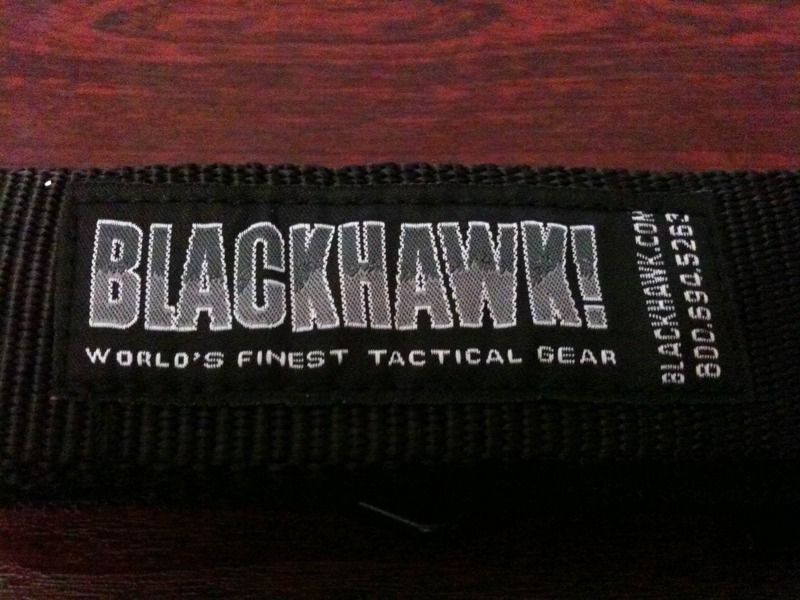 BLACKHAWK!
WORLD'S FINEST TACTICAL GEAR
BLACKHAWK.COM
800.694.5263